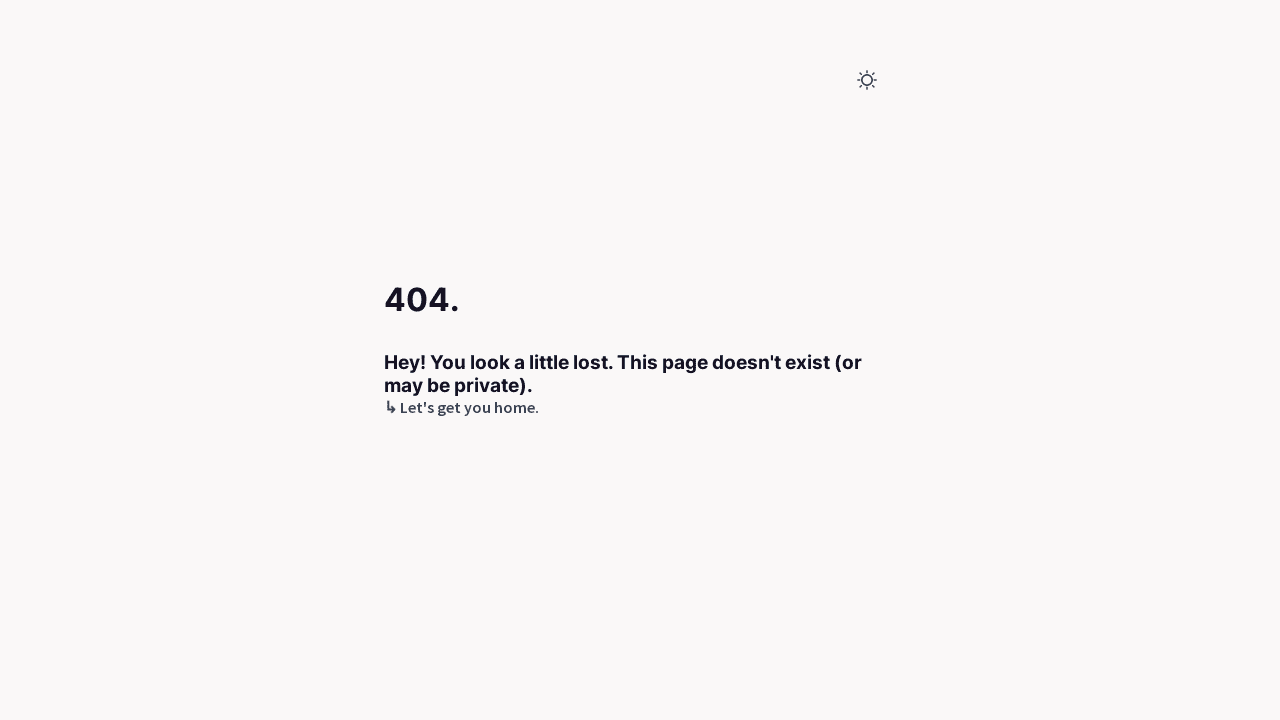 404.
Hey! You look a little lost. This page doesn't exist (or
may be private).
↳ Let's get you home.